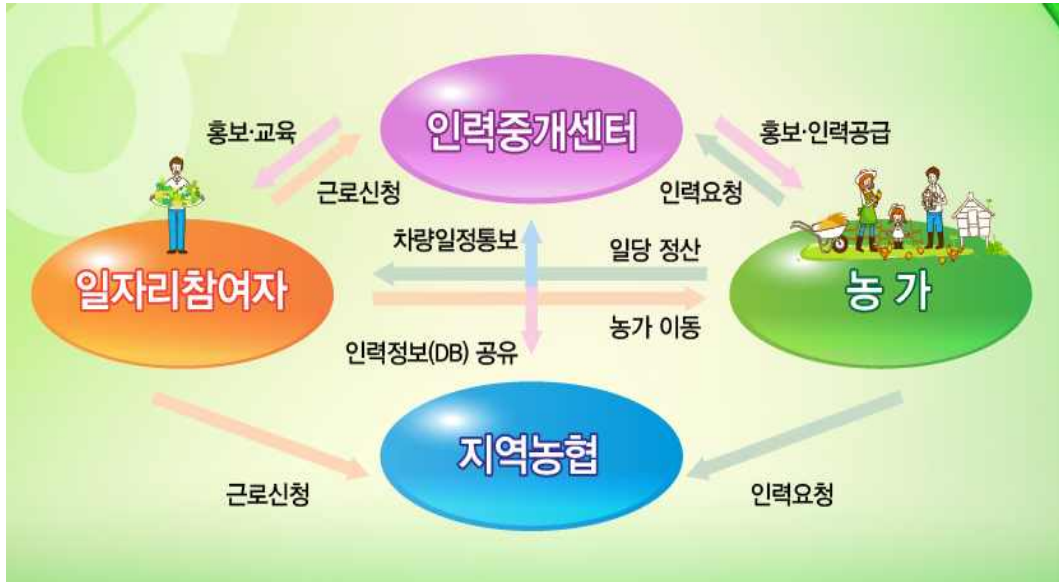 인력중개센터
홍보·교육
홍보·인력공급
근로신청
인력요청
차량일정통보
일당 정산
일자리참여자
농 가
농가 이동
인력정보(DB) 공유
지역농협
근로신청
인력요청